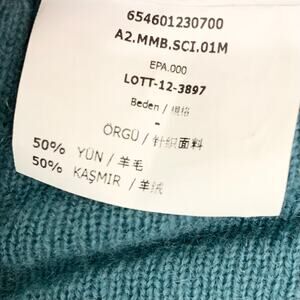 654601230700
A2.MMB.SCI.01M
EPA.000
LOTT-12-3897
Beden / 规格
-
ÖRGÜ / 针织面料
50% YÜN / 羊毛
50% KAŞMIR / 羊绒